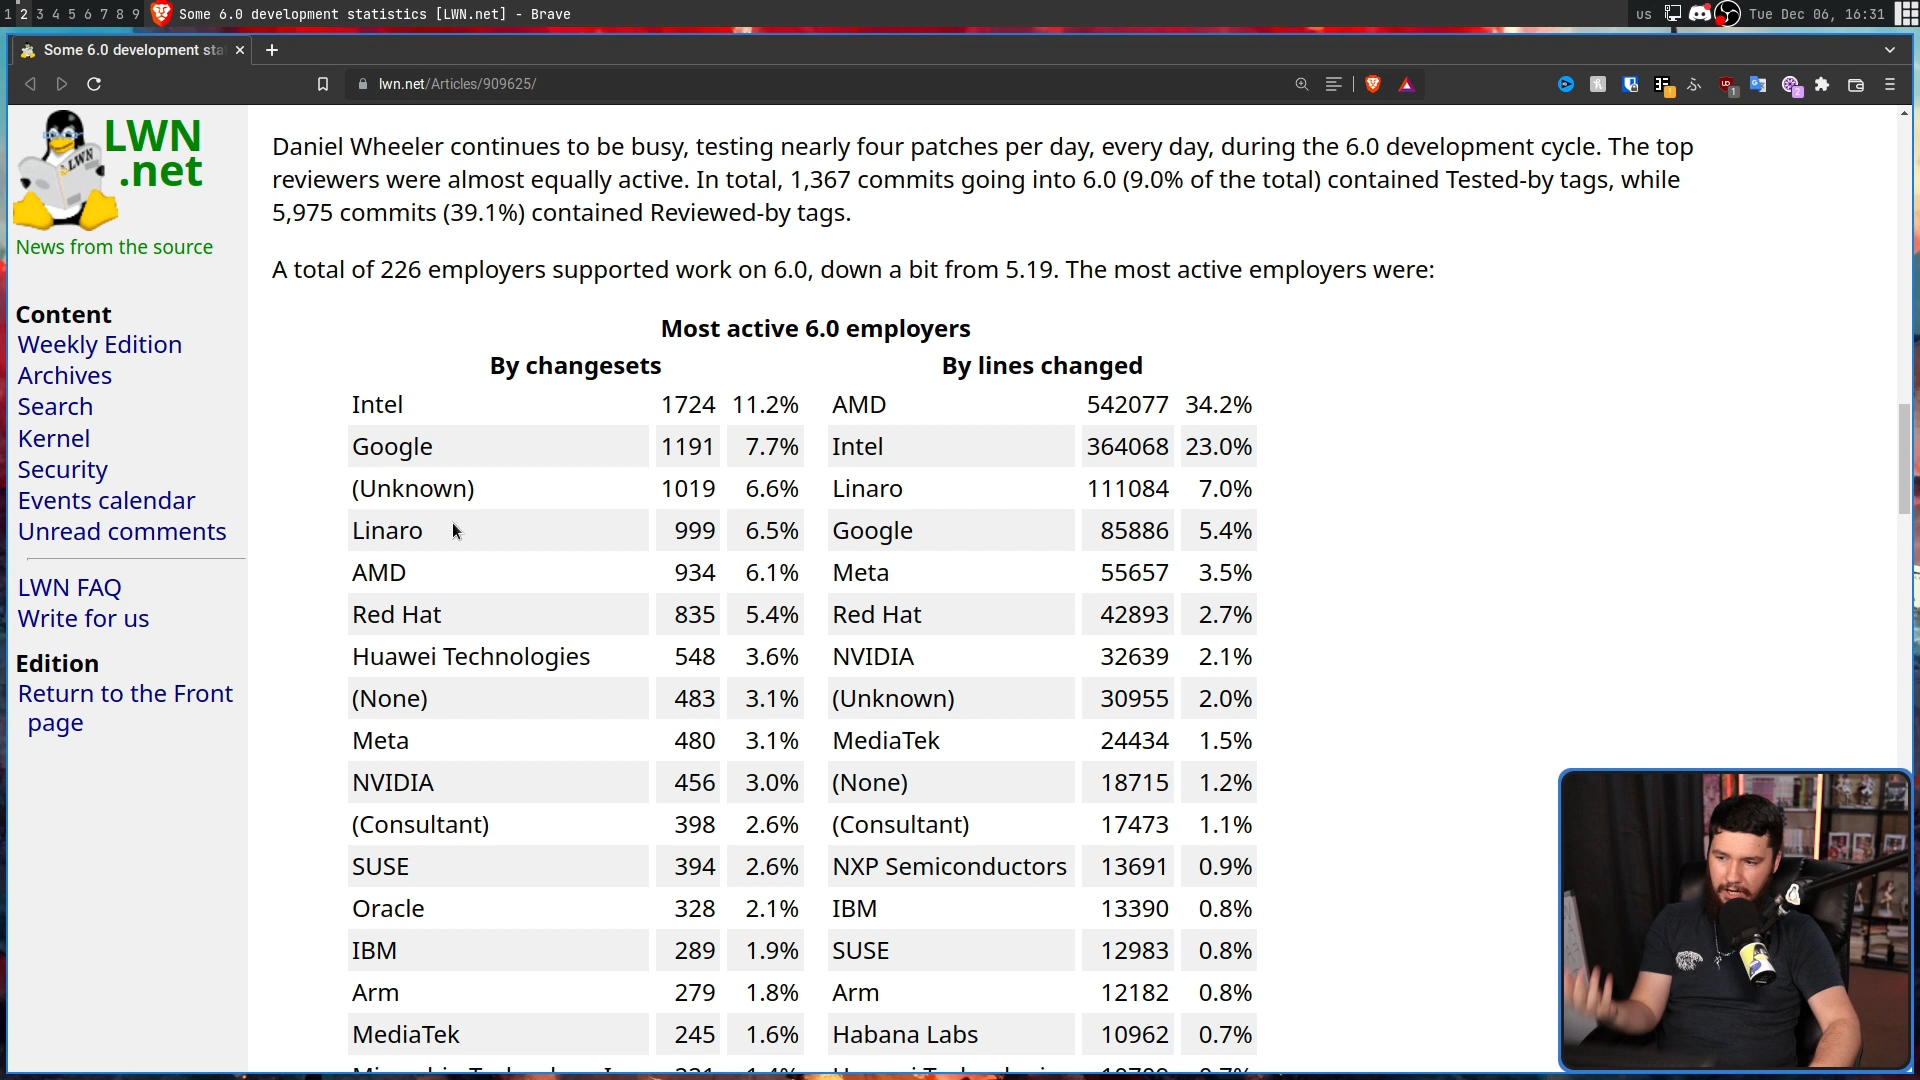 1 2 3 4 5 6 7 8 9 Some 6.0 development statistics [LWN.net] - Brave us Tue Dec 06, 16:31
Some 6.0 development sta
lwn.net/Articles/909625/
LWN
.net
News from the source
Content
Weekly Edition
Archives
Search
Kernel
Security
Events calendar
Unread comments
LWN FAQ
Write for us
Edition
Return to the Front
page
Daniel Wheeler continues to be busy, testing nearly four patches per day, every day, during the 6.0 development cycle. The top
reviewers were almost equally active. In total, 1,367 commits going into 6.0 (9.0% of the total) contained Tested-by tags, while
5,975 commits (39.1%) contained Reviewed-by tags.
A total of 226 employers supported work on 6.0, down a bit from 5.19. The most active employers were:
Most active 6.0 employers
By changesets By lines changed
Intel 1724 11.2% AMD 542077 34.2%
Google 1191 7.7% Intel 364068 23.0%
(Unknown) 1019 6.6% Linaro 111084 7.0%
Linaro 999 6.5% Google 85886 5.4%
AMD 934 6.1% Meta 55657 3.5%
Red Hat 835 5.4% Red Hat 42893 2.7%
Huawei Technologies 548 3.6% NVIDIA 32639 2.1%
(None) 483 3.1% (Unknown) 30955 2.0%
Meta 480 3.1% MediaTek 24434 1.5%
NVIDIA 456 3.0% (None) 18715 1.2%
(Consultant) 398 2.6% (Consultant) 17473 1.1%
SUSE 394 2.6% NXP Semiconductors 13691 0.9%
Oracle 328 2.1% IBM 13390 0.8%
IBM 289 1.9% SUSE 12983 0.8%
Arm 279 1.8% Arm 12182 0.8%
MediaTek 245 1.6% Habana Labs 10962 0.7%